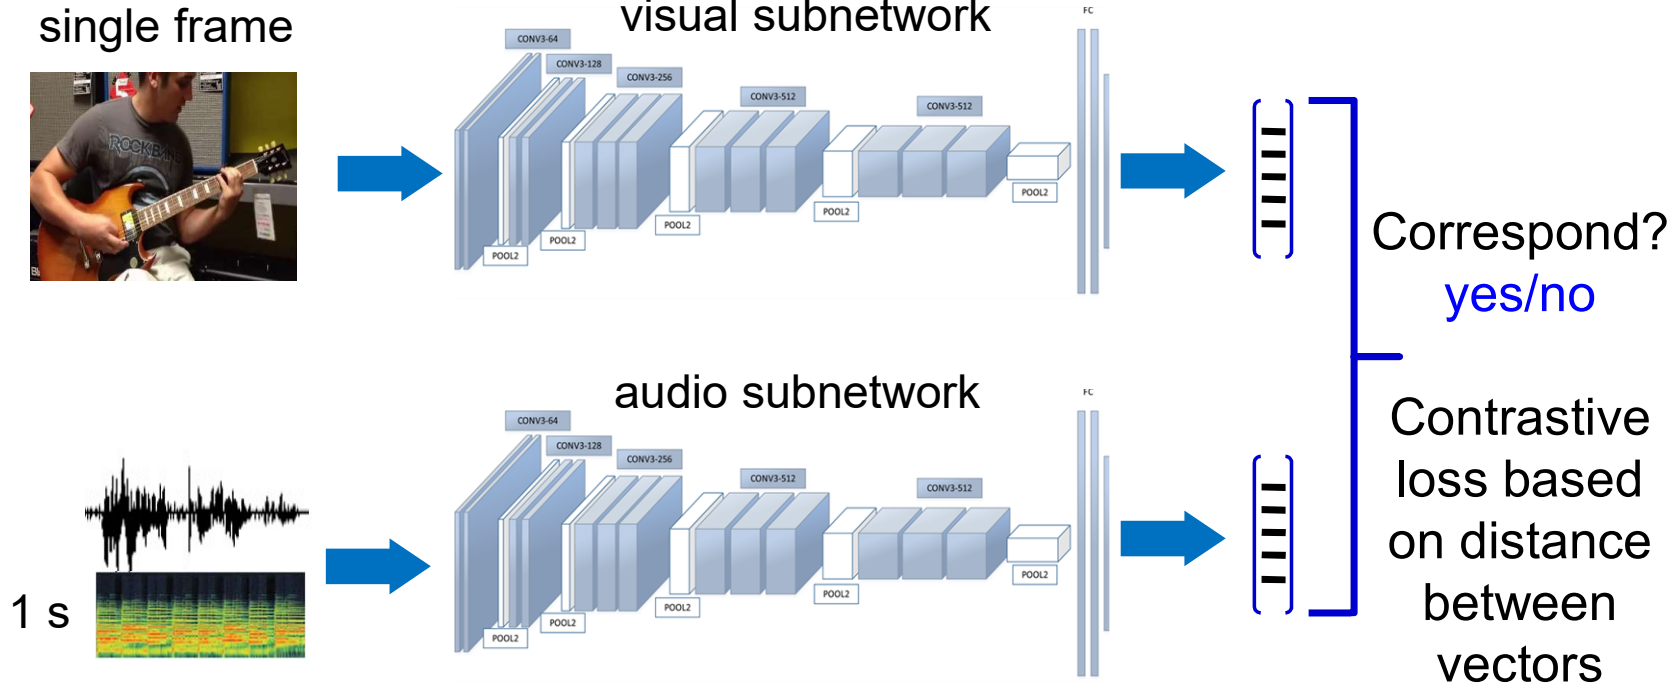 single frame
visual subnetwork
FC
CONV3-64
CONV3-128
CONV3-256
CONV3-512
CONV3-512
ROCKBAND
POOL2
POOL2
POOL2
POOL2
POOL2
Correspond?
yes/no
audio subnetwork
FC
CONV3-64
CONV3-128
CONV3-256
CONV3-512
CONV3-512
POOL2
POOL2
POOL2
POOL2
POOL2
1 s
Contrastive
loss based
on distance
between
vectors